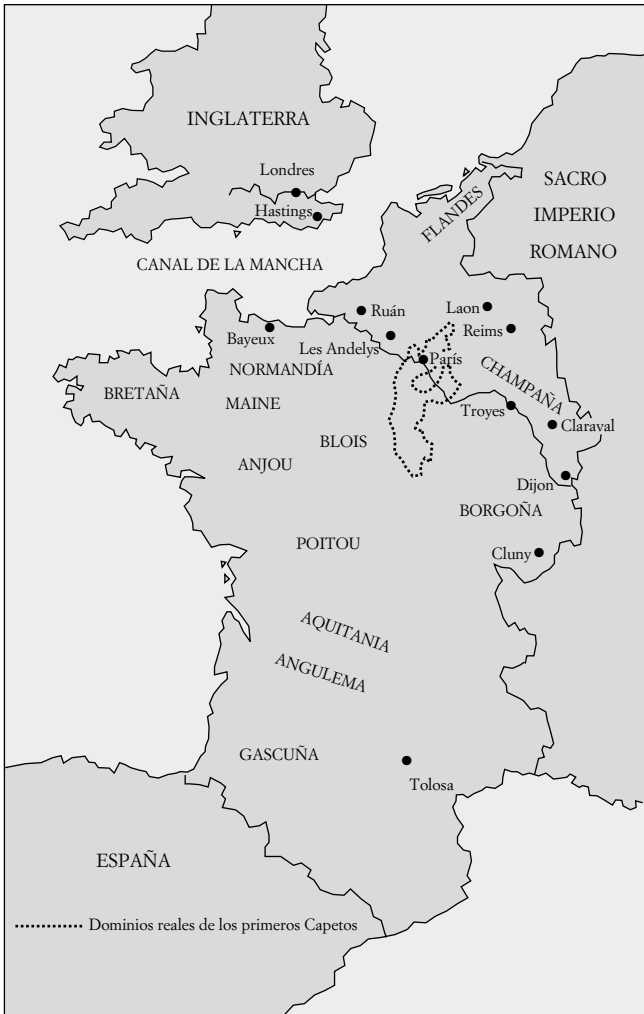 INGLATERRA
Londres
Hastings
SACRO
IMPERIO
ROMANO
FLANDES
CANAL DE LA MANCHA
Ruán
Laon
Bayeux
Les Andelys
Reims
París
NORMANDÍA
CHAMPAÑA
BRETAÑA
MAINE
Troyes
Claraval
BLOIS
ANJOU
Dijon
BORGOÑA
POITOU
Cluny
AQUITANIA
ANGULEMA
GASCUÑA
Tolosa
ESPAÑA
Dominios reales de los primeros Capetos